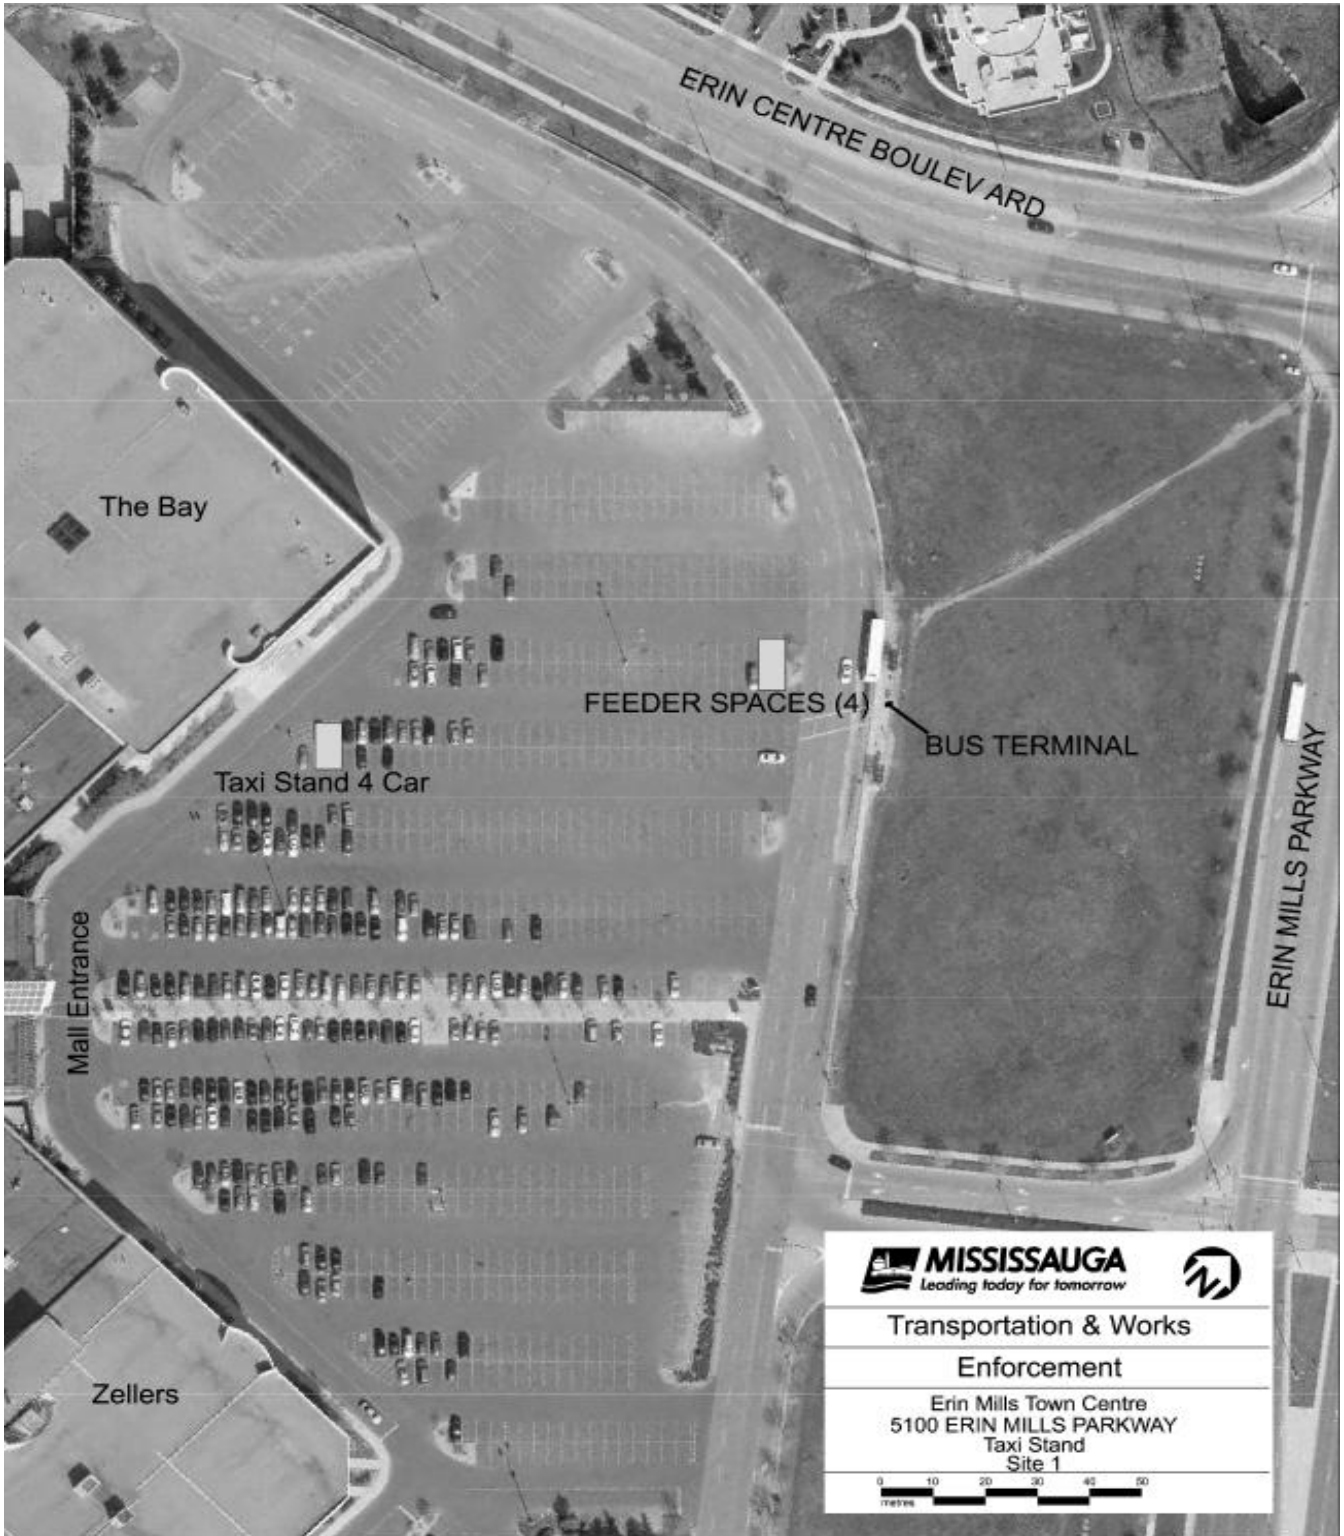 ERIN CENTRE BOULEVARD
The Bay
FEEDER SPACES (4)
BUS TERMINAL
Taxi Stand 4 Car
ERIN MILLS PARKWAY
Mall Entrance
Zellers
MISSISSAUGA
Leading today for tomorrow
N
Transportation & Works
Enforcement
Erin Mills Town Centre
5100 ERIN MILLS PARKWAY
Taxi Stand
Site 1
0 10 20 30 40 50
metres